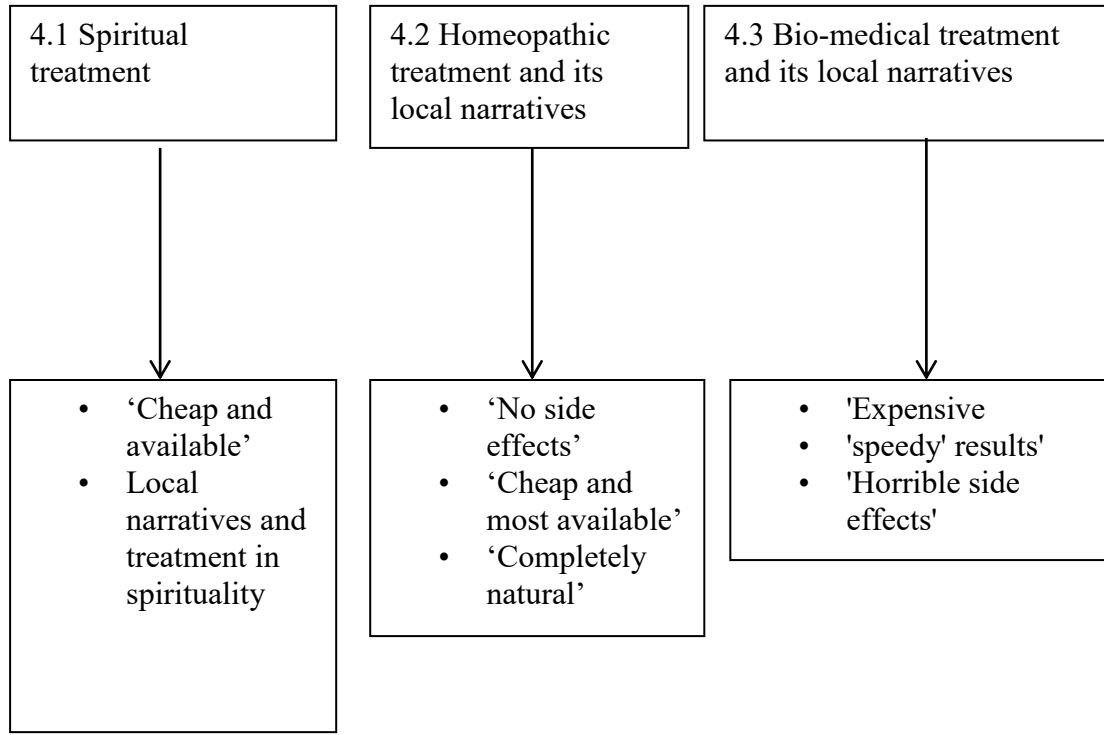 4.1 Spiritual
treatment
4.2 Homeopathic
treatment and its
local narratives
4.3 Bio-medical treatment
and its local narratives
• ‘Cheap and
available’
• Local
narratives and
treatment in
spirituality
• ‘No side
effects’
• ‘Cheap and
most available’
• ‘Completely
natural’
• 'Expensive
• 'speedy' results'
• 'Horrible side
effects'